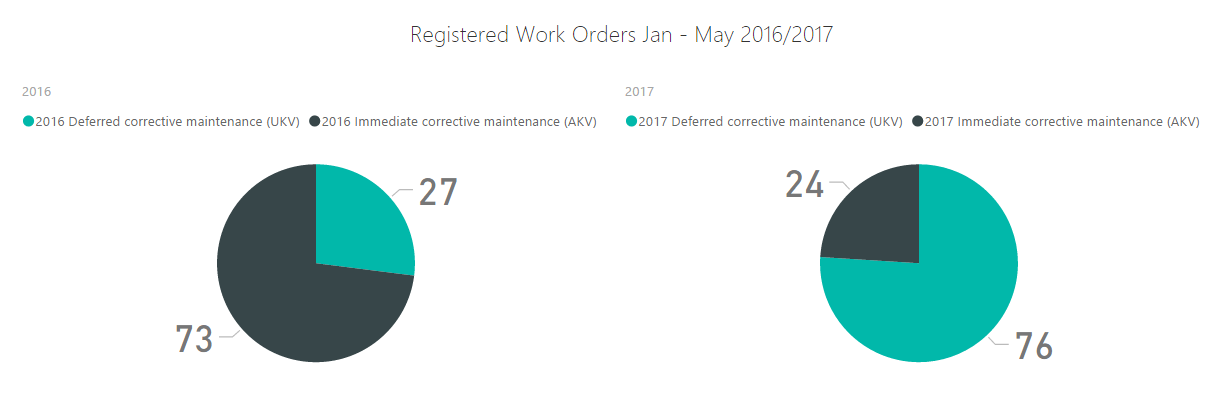 Registered Work Orders Jan - May 2016/2017
2016
2016 Deferred corrective maintenance (UKV) 2016 Immediate corrective maintenance (AKV)
27
73
2017
2017 Deferred corrective maintenance (UKV) 2017 Immediate corrective maintenance (AKV)
24
76